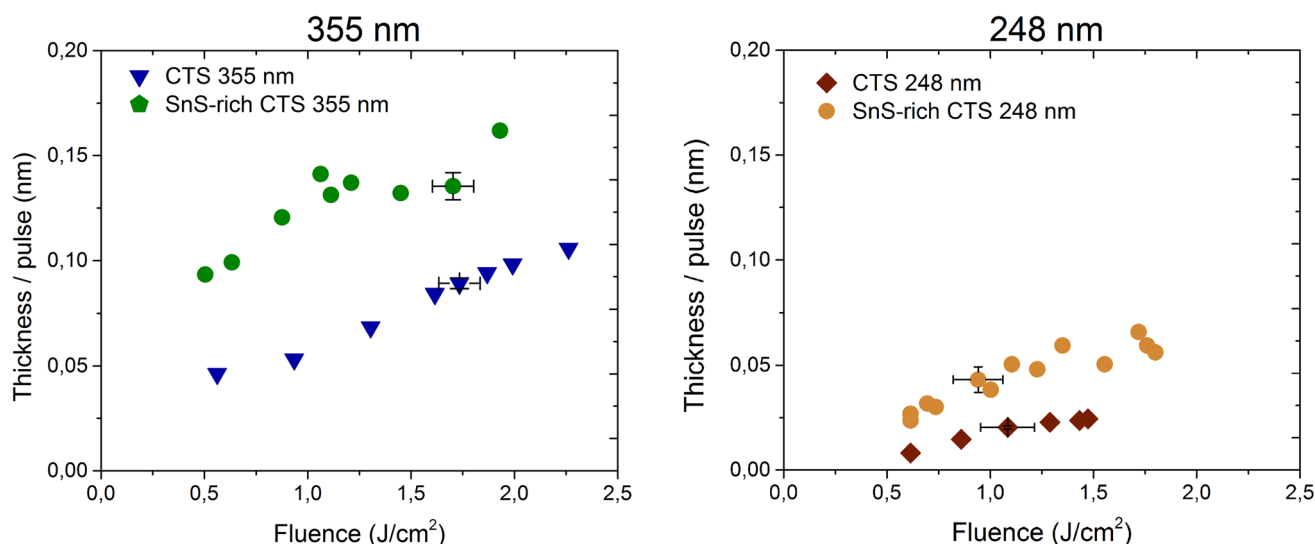 355 nm
0,20
CTS 355 nm
SnS-rich CTS 355 nm
0,15
0,10
0,05
0,00
Thickness / pulse (nm)
0,0 0,5 1,0 1,5 2,0 2,5
Fluence (J/cm²)
248 nm
0,20
CTS 248 nm
SnS-rich CTS 248 nm
0,15
0,10
0,05
0,00
Thickness / pulse (nm)
0,0 0,5 1,0 1,5 2,0 2,5
Fluence (J/cm²)